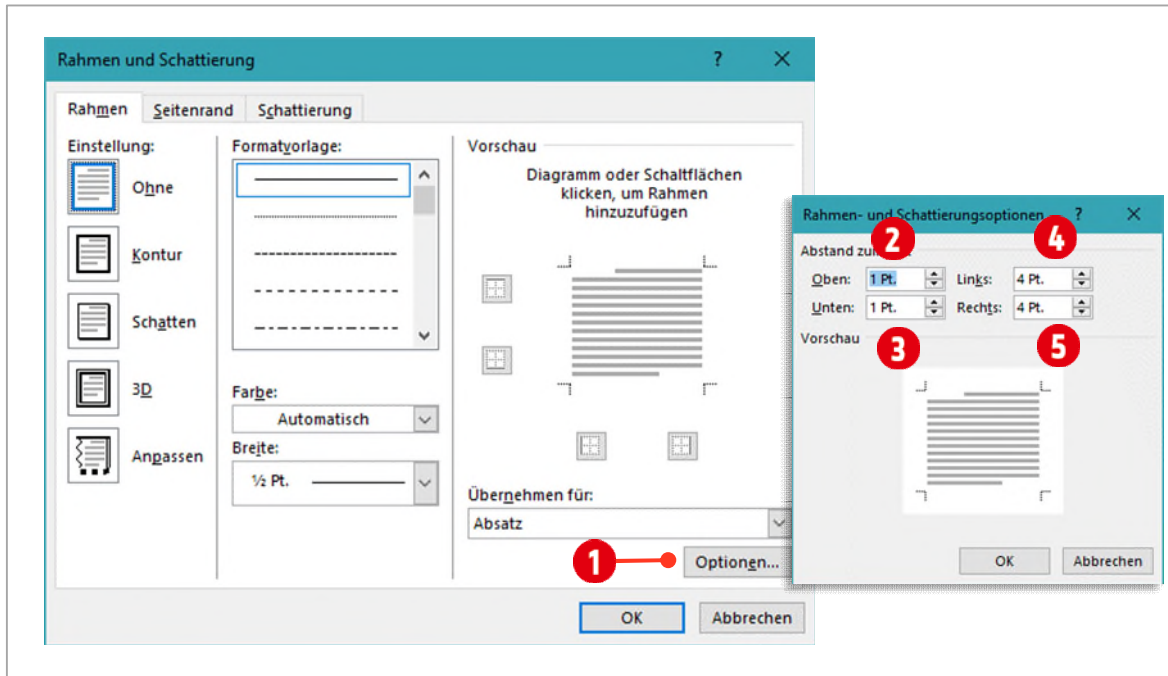 Rahmen und Schattierung ? ×
Rahmen Seitenrand Schattierung
Einstellung:
Ohne
Kontur
Schatten
3D
Anpassen
Formatvorlage:
Farbe:
Automatisch
Breite:
½ Pt.
Vorschau
Diagramm oder Schaltflächen
klicken, um Rahmen
hinzuzufügen
Übernehmen für:
Absatz
1
Optionen...
OK Abbrechen
Rahmen- und Schattierungsoptionen ? ×
2 4
Abstand
Oben: 1 Pt. Links: 4 Pt.
Unten: 1 Pt. Rechts: 4 Pt.
Vorschau
3 5
OK Abbrechen